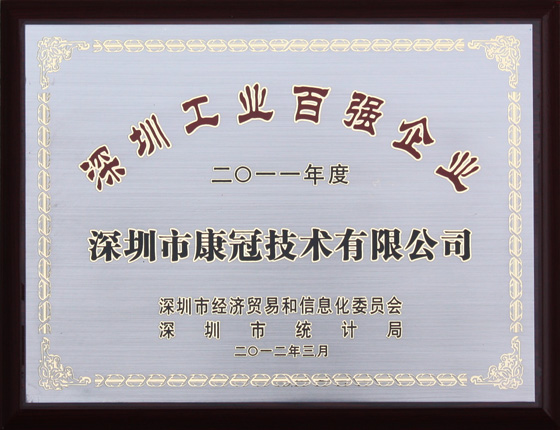 深圳工业百强企业
二〇一一年度
深圳市康冠技术有限公司
深圳市经济贸易和信息化委员会
深圳市统计局
二〇一二年三月